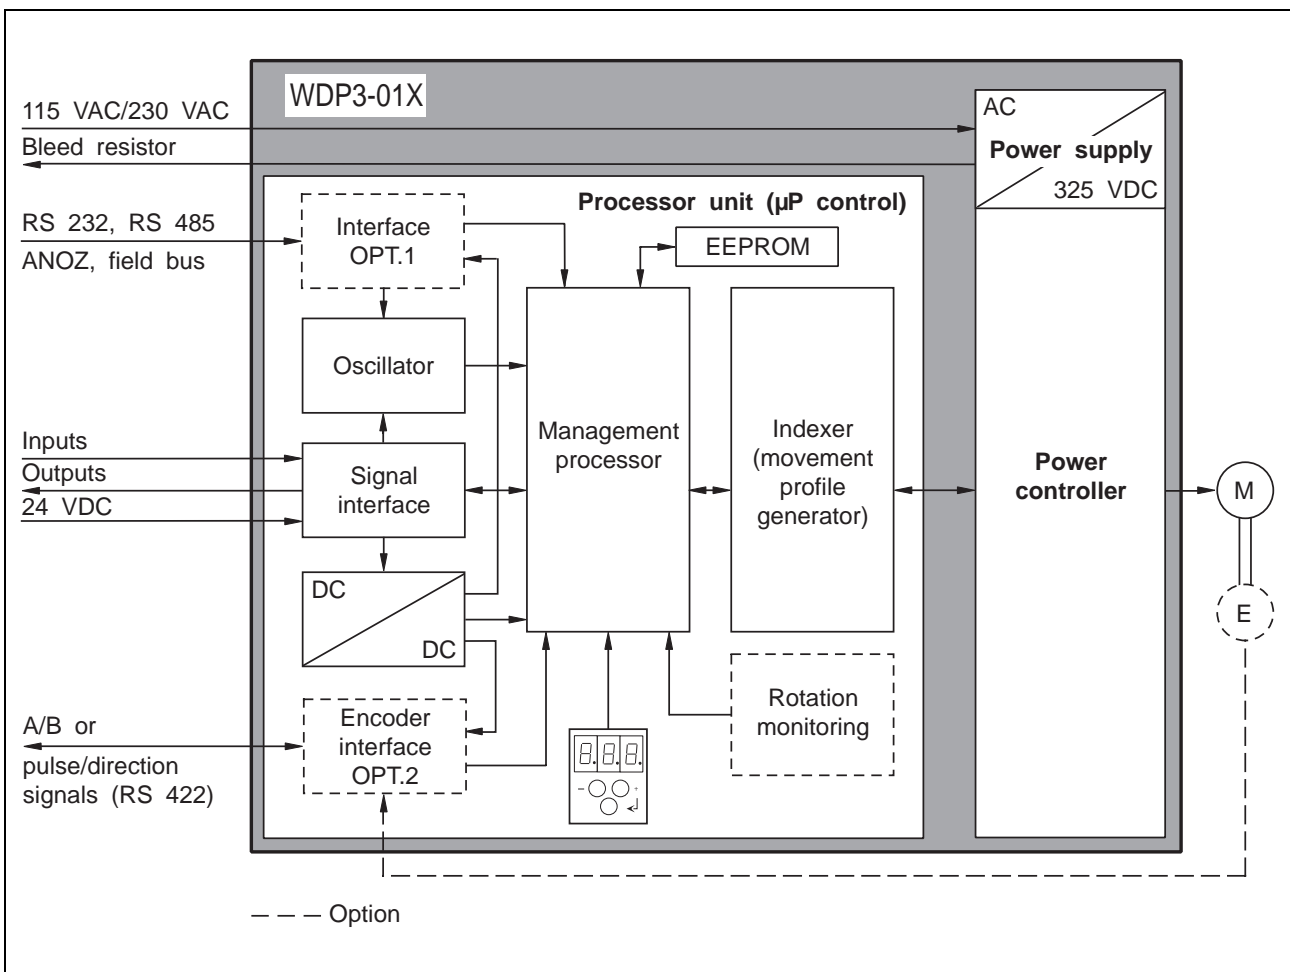 WDP3-01X
115 VAC/230 VAC
Bleed resistor
AC
Power supply
325 VDC
Processor unit (µP control)
RS 232, RS 485
ANOZ, field bus
Interface
OPT.1
EEPROM
Oscillator
Inputs
Outputs
24 VDC
Signal
interface
Management
processor
Indexer
(movement
profile
generator)
Power
controller
M
E
DC
DC
A/B or
pulse/direction
signals (RS 422)
Encoder
interface
OPT.2
8.8.8.
– +
Rotation
monitoring
Option